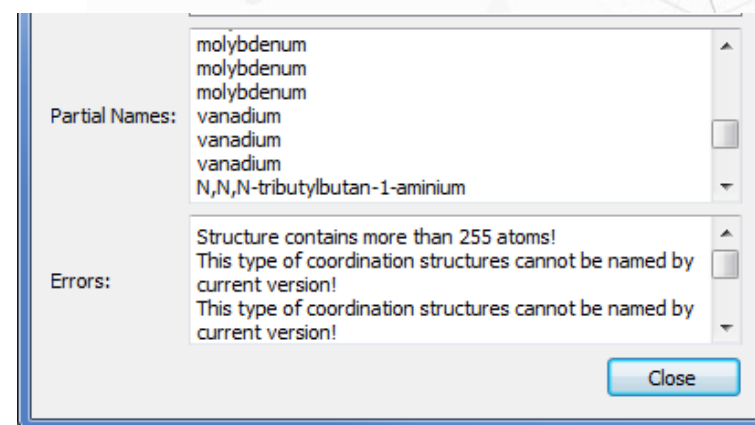 molybdenum
molybdenum
molybdenum
Partial Names:
vanadium
vanadium
vanadium
N,N,N-tributylbutan-1-aminium
Structure contains more than 255 atoms!
This type of coordination structures cannot be named by
Errors:
current version!
This type of coordination structures cannot be named by
current version!
Close